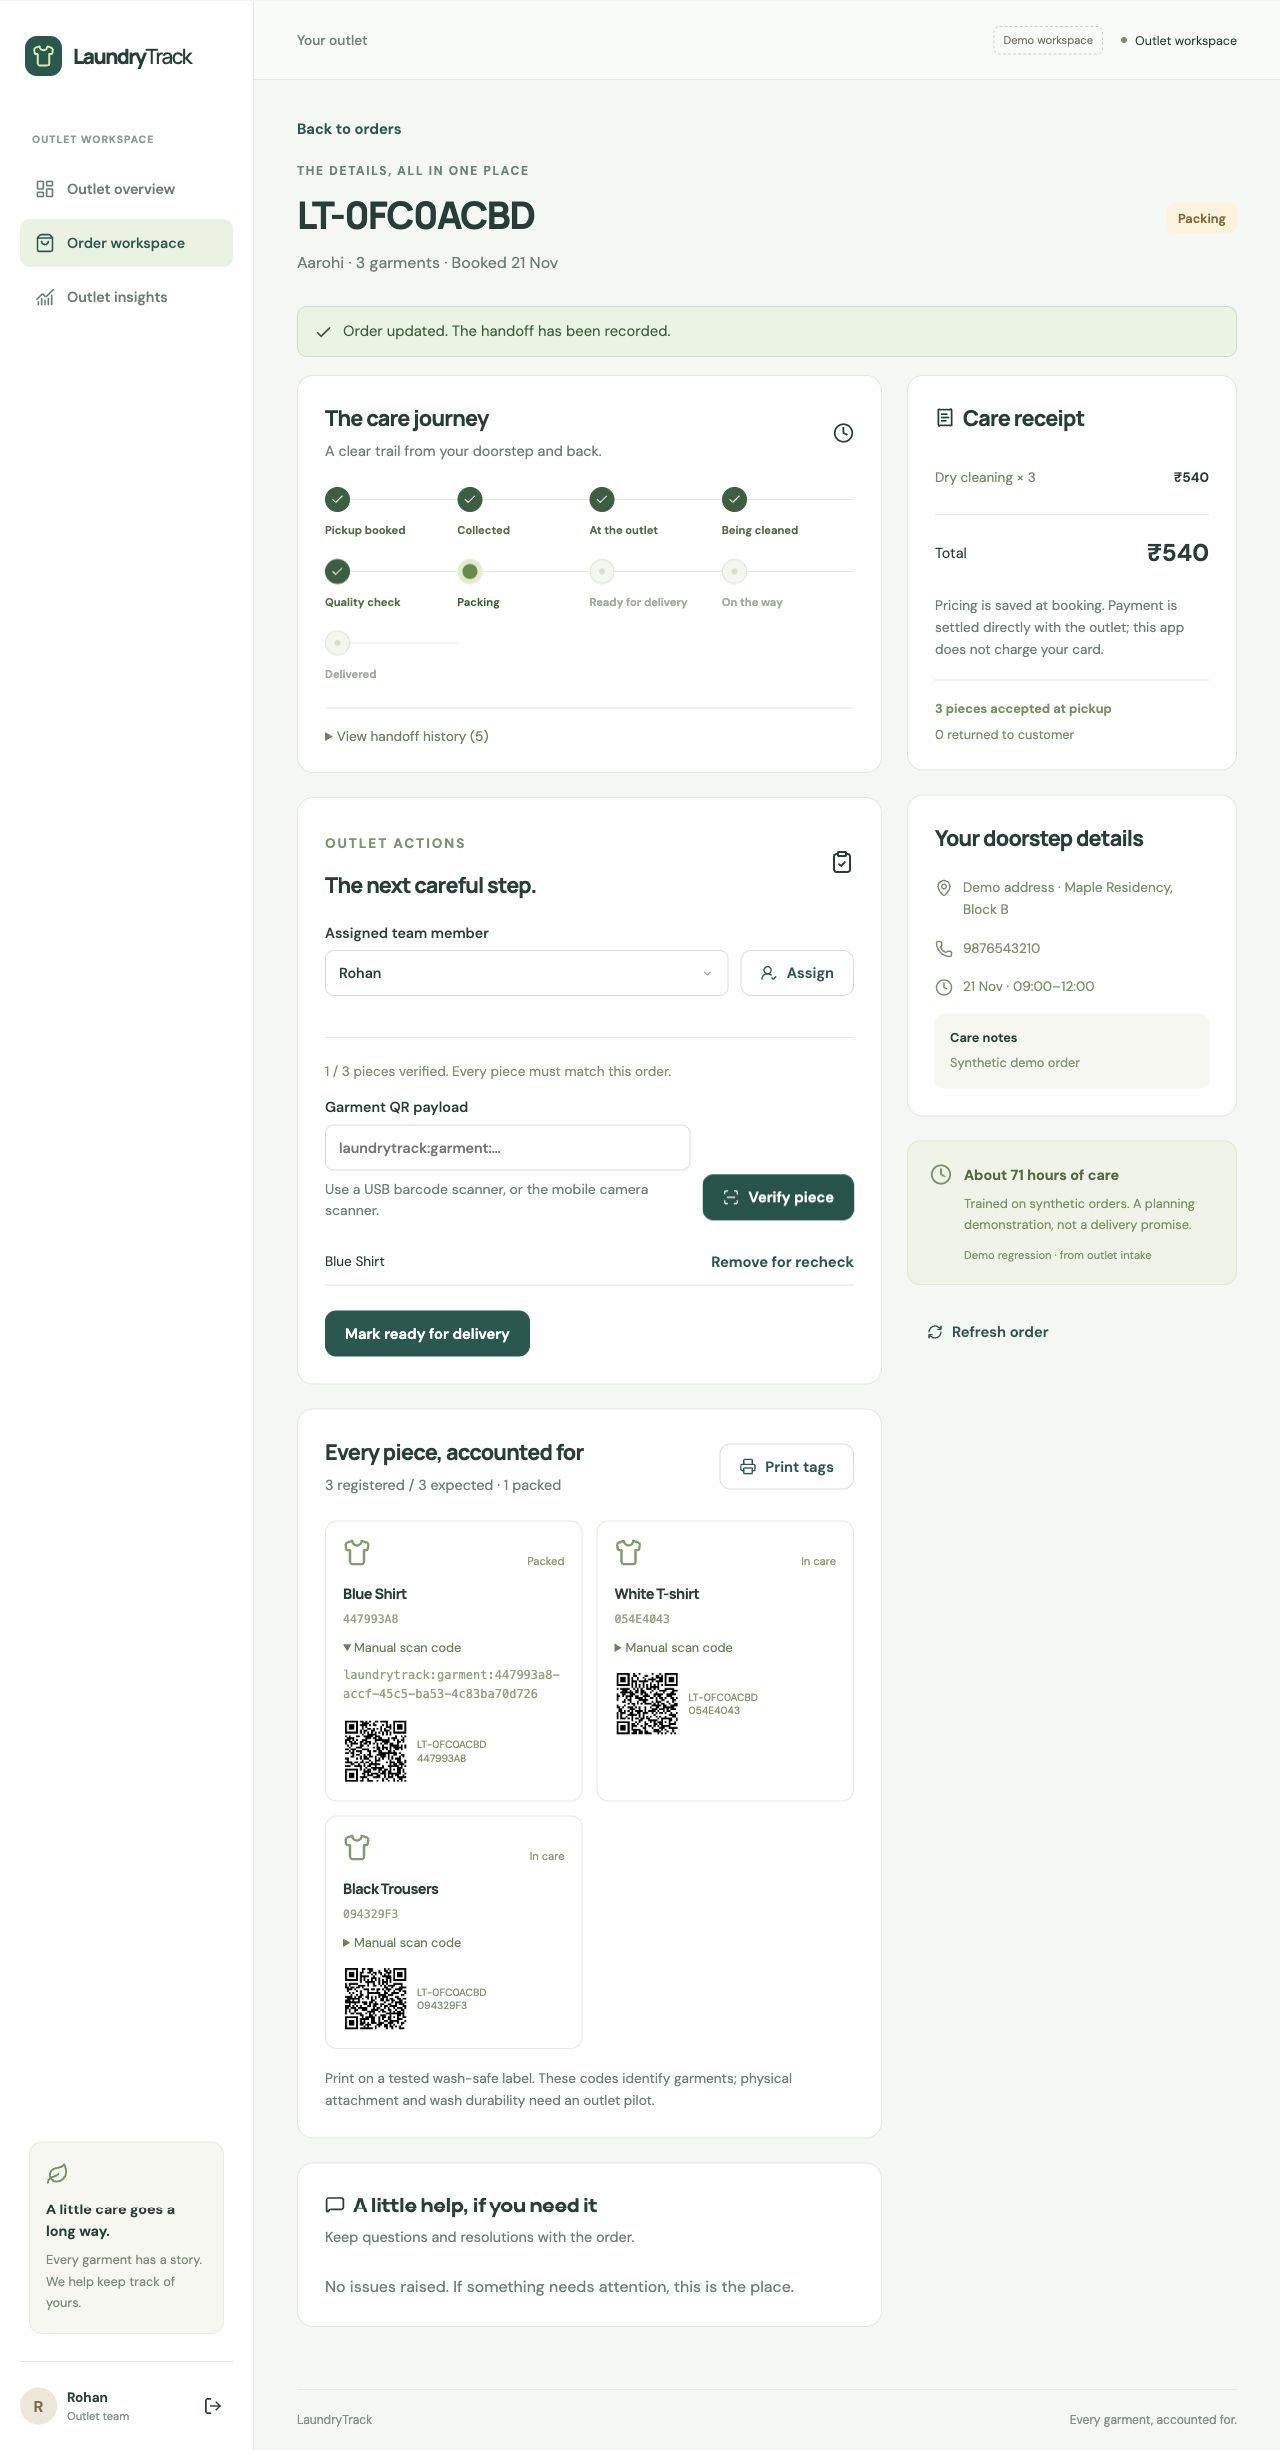 LaundryTrack
OUTLET WORKSPACE
Outlet overview
Order workspace
Outlet insights
A little care goes a
long way.
Every garment has a story.
We help keep track of
yours.
R
Rohan
Outlet team
Your outlet
Demo workspace
Outlet workspace
Back to orders
THE DETAILS, ALL IN ONE PLACE
LT-0FC0ACBD
Packing
Aarohi · 3 garments · Booked 21 Nov
Order updated. The handoff has been recorded.
The care journey
A clear trail from your doorstep and back.
Pickup booked
Collected
At the outlet
Being cleaned
Quality check
Packing
Ready for delivery
On the way
Delivered
View handoff history (5)
OUTLET ACTIONS
The next careful step.
Assigned team member
Rohan
Assign
1 / 3 pieces verified. Every piece must match this order.
Garment QR payload
laundrytrack:garment:...
Use a USB barcode scanner, or the mobile camera
scanner.
Verify piece
Blue Shirt
Remove for recheck
Mark ready for delivery
Every piece, accounted for
3 registered / 3 expected · 1 packed
Print tags
Packed
Blue Shirt
447993A8
Manual scan code
laundrytrack:garment:447993a8-
accf-45c5-ba53-4c83ba70d726
LT-0FC0ACBD
447993A8
In care
White T-shirt
054E4043
Manual scan code
LT-0FC0ACBD
054E4043
In care
Black Trousers
094329F3
Manual scan code
LT-0FC0ACBD
094329F3
Print on a tested wash-safe label. These codes identify garments; physical
attachment and wash durability need an outlet pilot.
A little help, if you need it
Keep questions and resolutions with the order.
No issues raised. If something needs attention, this is the place.
Care receipt
Dry cleaning × 3
₹540
Total
₹540
Pricing is saved at booking. Payment is
settled directly with the outlet; this app
does not charge your card.
3 pieces accepted at pickup
0 returned to customer
Your doorstep details
Demo address · Maple Residency,
Block B
9876543210
21 Nov · 09:00–12:00
Care notes
Synthetic demo order
About 71 hours of care
Trained on synthetic orders. A planning
demonstration, not a delivery promise.
Demo regression · from outlet intake
Refresh order
LaundryTrack
Every garment, accounted for.